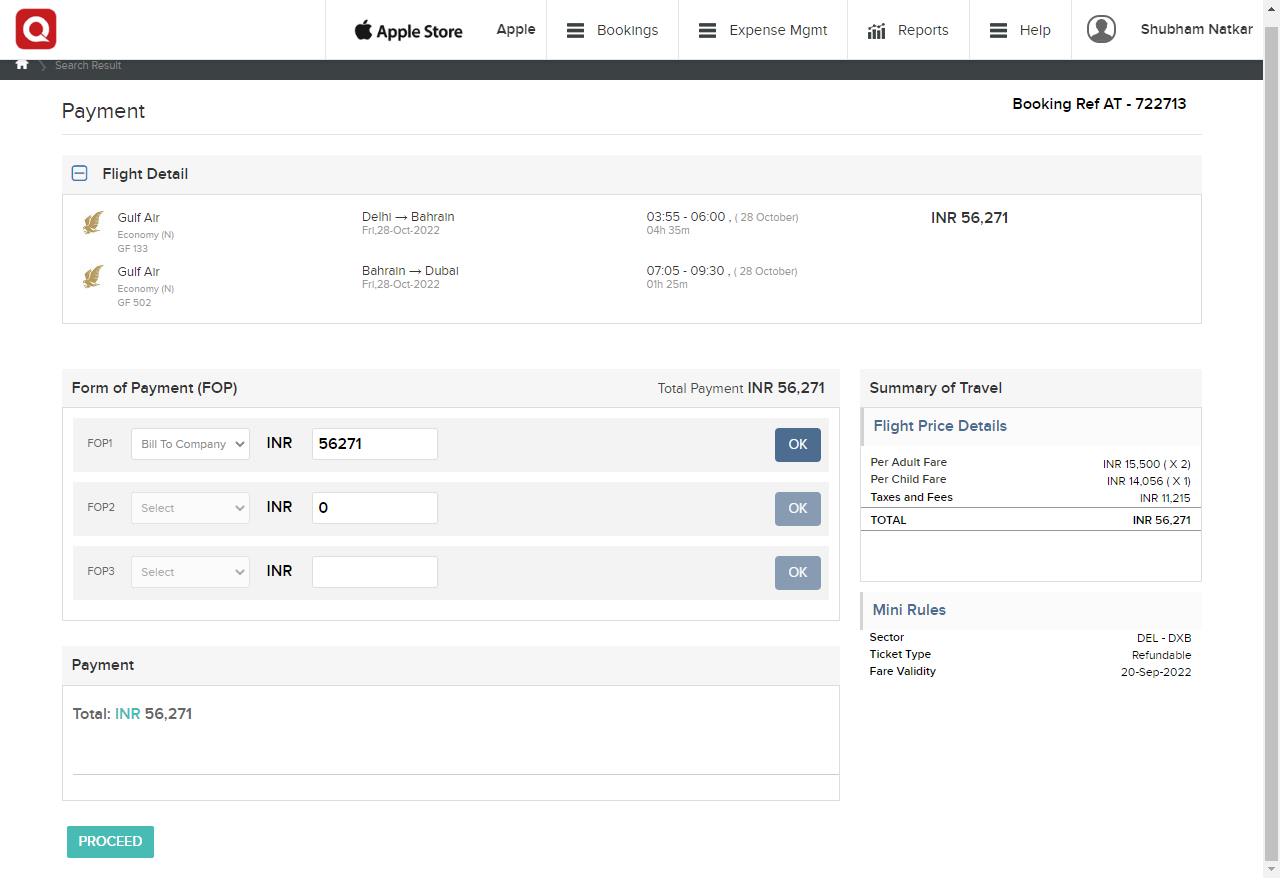 Q Apple Store Apple Bookings Expense Mgmt Reports Help Shubham Natkar
Search Result
Payment Booking Ref AT - 722713
Flight Detail
Gulf Air Delhi → Bahrain 03:55 - 06:00 , ( 28 October) INR 56,271
Economy (N) Fri,28-Oct-2022 04h 35m
GF 133
Gulf Air Bahrain → Dubai 07:05 - 09:30 , ( 28 October)
Economy (N) Fri,28-Oct-2022 01h 25m
GF 502
Form of Payment (FOP) Total Payment INR 56,271
FOP1 Bill To Company INR 56271 OK
FOP2 Select INR 0 OK
FOP3 Select INR OK
Payment
Total: INR 56,271
PROCEED
Summary of Travel
Flight Price Details
Per Adult Fare INR 15,500 ( X 2)
Per Child Fare INR 14,056 ( X 1)
Taxes and Fees INR 11,215
TOTAL INR 56,271
Mini Rules
Sector DEL - DXB
Ticket Type Refundable
Fare Validity 20-Sep-2022